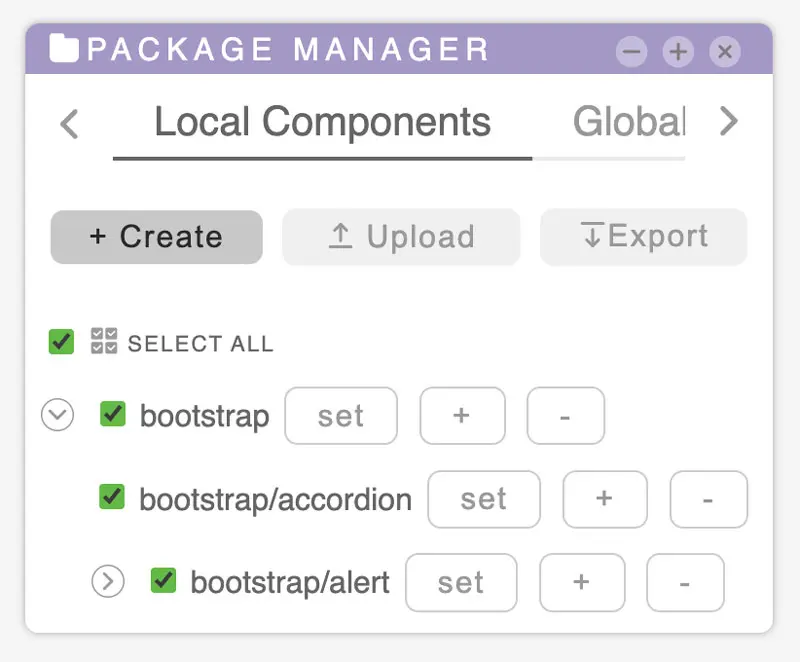 PACKAGE MANAGER
Local Components Global
+ Create Upload Export
SELECT ALL
bootstrap set + -
bootstrap/accordion set + -
bootstrap/alert set + -